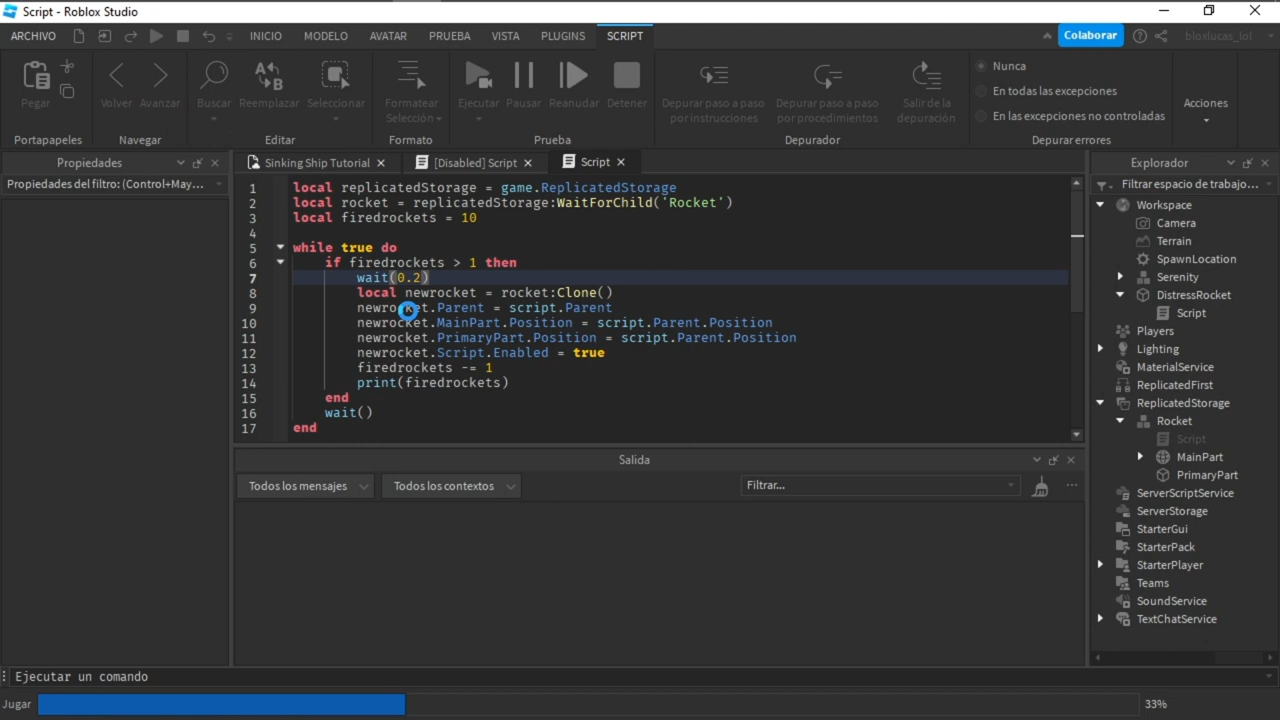 Script - Roblox Studio
ARCHIVO INICIO MODELO AVATAR PRUEBA VISTA PLUGINS SCRIPT Colaborar bloxlucas_lol
Pegar Volver Avanzar Buscar Reemplazar Seleccionar Formatear Selección Ejecutar Pausar Reanudar Detener Depurar paso a paso por instrucciones Depurar paso a paso por procedimientos Salir de la depuración
Nunca
En todas las excepciones
En las excepciones no controladas
Acciones
Portapapeles Navegar Editar Formato Prueba Depurador Depurar errores
Propiedades
Propiedades del filtro: (Control+May...
Sinking Ship Tutorial [Disabled] Script Script
1 local replicatedStorage = game.ReplicatedStorage
2 local rocket = replicatedStorage:WaitForChild('Rocket')
3 local firedrockets = 10
4
5 while true do
6 if firedrockets > 1 then
7 wait(0.2)
8 local newrocket = rocket:Clone()
9 newrocket.Parent = script.Parent
10 newrocket.MainPart.Position = script.Parent.Position
11 newrocket.PrimaryPart.Position = script.Parent.Position
12 newrocket.Script.Enabled = true
13 firedrockets -= 1
14 print(firedrockets)
15 end
16 wait()
17 end
Salida
Todos los mensajes Todos los contextos Filtrar...
Explorador
Filtrar espacio de trabajo...
Workspace
Camera
Terrain
SpawnLocation
Serenity
DistressRocket
Script
Players
Lighting
MaterialService
ReplicatedFirst
ReplicatedStorage
Rocket
Script
MainPart
PrimaryPart
ServerScriptService
ServerStorage
StarterGui
StarterPack
StarterPlayer
Teams
SoundService
TextChatService
Ejecutar un comando
Jugar 33%